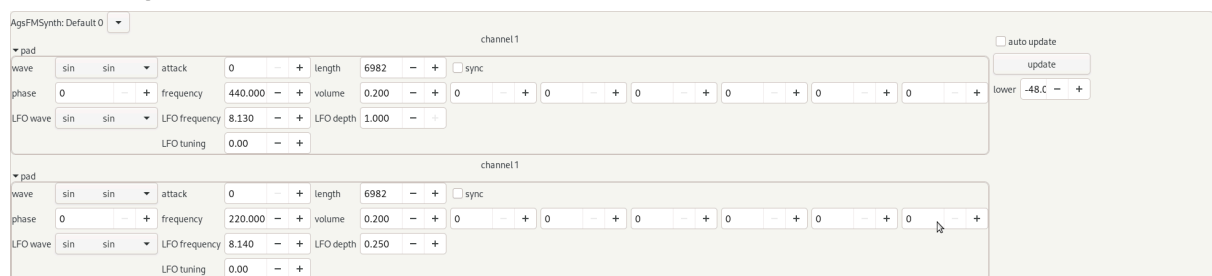 AgsFMSynth: Default 0
channel 1
auto update
pad
wave sin sin attack 0 − + length 6982 − + sync
update
phase 0 − + frequency 440.000 − + volume 0.200 − + 0 − + 0 − + 0 − + 0 − + 0 − + 0 − +
lower -48.0 − +
LFO wave sin sin LFO frequency 8.130 − + LFO depth 1.000 − +
LFO tuning 0.00 − +
channel 1
pad
wave sin sin attack 0 − + length 6982 − + sync
phase 0 − + frequency 220.000 − + volume 0.200 − + 0 − + 0 − + 0 − + 0 − + 0 − + 0 − +
LFO wave sin sin LFO frequency 8.140 − + LFO depth 0.250 − +
LFO tuning 0.00 − +